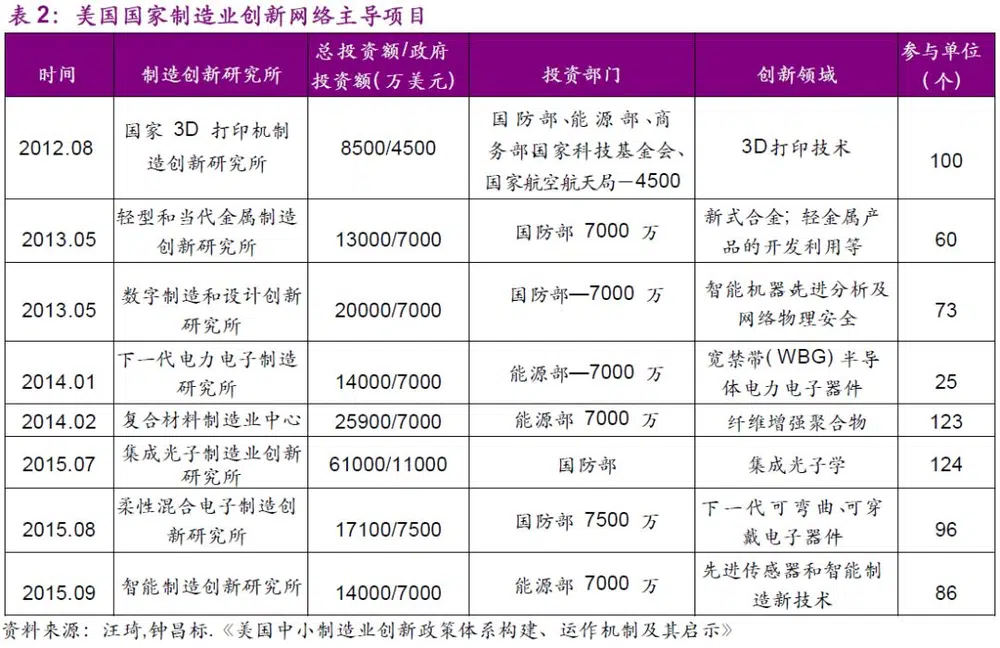 表 2：美国国家制造业创新网络主导项目
时间 制造创新研究所 总投资额/政府投资额(万美元) 投资部门 创新领域 参与单位(个)
2012.08 国家 3D 打印机制造创新研究所 8500/4500 国防部、能源部、商务部国家科技基金会、国家航空航天局－4500 3D打印技术 100
2013.05 轻型和当代金属制造创新研究所 13000/7000 国防部 7000 万 新式合金；轻金属产品的开发利用等 60
2013.05 数字制造和设计创新研究所 20000/7000 国防部—7000 万 智能机器先进分析及网络物理安全 73
2014.01 下一代电力电子制造研究所 14000/7000 能源部—7000 万 宽禁带(WBG)半导体电力电子器件 25
2014.02 复合材料制造业中心 25900/7000 能源部 7000 万 纤维增强聚合物 123
2015.07 集成光子制造业创新研究所 61000/11000 国防部 集成光子学 124
2015.08 柔性混合电子制造创新研究所 17100/7500 国防部 7500 万 下一代可弯曲、可穿戴电子器件 96
2015.09 智能制造创新研究所 14000/7000 能源部 7000 万 先进传感器和智能制造新技术 86
资料来源：汪琦,钟昌标.《美国中小制造业创新政策体系构建、运作机制及其启示》